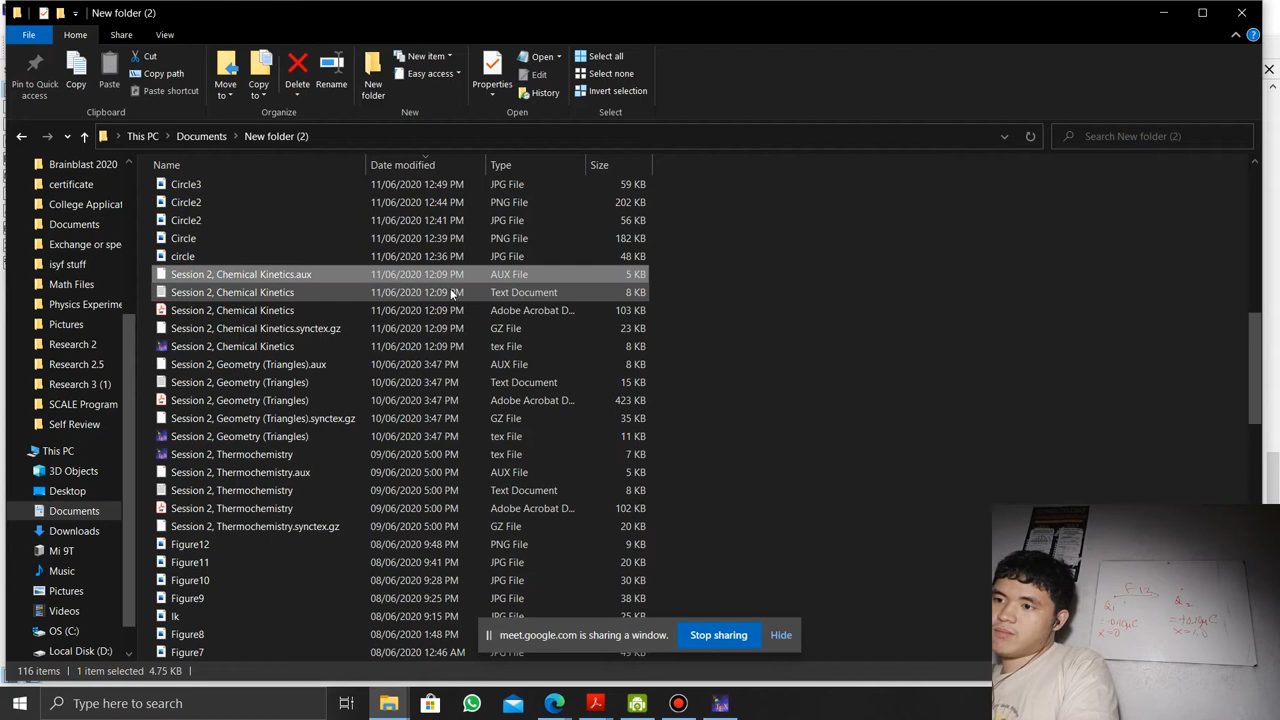 New folder (2)
File Home Share View
Pin to Quick access
Copy
Paste
Cut
Copy path
Paste shortcut
Clipboard
Move to
Copy to
Delete
Rename
Organize
New folder
New item
Easy access
New
Properties
Open
Edit
History
Open
Select all
Select none
Invert selection
Select
This PC > Documents > New folder (2)
Search New folder (2)
Brainblast 2020
certificate
College Applicat
Documents
Exchange or spe
isyf stuff
Math Files
Physics Experime
Pictures
Research 2
Research 2.5
Research 3 (1)
SCALE Program
Self Review
This PC
3D Objects
Desktop
Documents
Downloads
Mi 9T
Music
Pictures
Videos
OS (C:)
Local Disk (D:)
Name Date modified Type Size
Circle3 11/06/2020 12:49 PM JPG File 59 KB
Circle2 11/06/2020 12:44 PM PNG File 202 KB
Circle2 11/06/2020 12:41 PM JPG File 56 KB
Circle 11/06/2020 12:39 PM PNG File 182 KB
circle 11/06/2020 12:36 PM JPG File 48 KB
Session 2, Chemical Kinetics.aux 11/06/2020 12:09 PM AUX File 5 KB
Session 2, Chemical Kinetics 11/06/2020 12:09 PM Text Document 8 KB
Session 2, Chemical Kinetics 11/06/2020 12:09 PM Adobe Acrobat D... 103 KB
Session 2, Chemical Kinetics.synctex.gz 11/06/2020 12:09 PM GZ File 23 KB
Session 2, Chemical Kinetics 11/06/2020 12:09 PM tex File 8 KB
Session 2, Geometry (Triangles).aux 10/06/2020 3:47 PM AUX File 8 KB
Session 2, Geometry (Triangles) 10/06/2020 3:47 PM Text Document 15 KB
Session 2, Geometry (Triangles) 10/06/2020 3:47 PM Adobe Acrobat D... 423 KB
Session 2, Geometry (Triangles).synctex.gz 10/06/2020 3:47 PM GZ File 35 KB
Session 2, Geometry (Triangles) 10/06/2020 3:47 PM tex File 11 KB
Session 2, Thermochemistry 09/06/2020 5:00 PM tex File 7 KB
Session 2, Thermochemistry.aux 09/06/2020 5:00 PM AUX File 5 KB
Session 2, Thermochemistry 09/06/2020 5:00 PM Text Document 8 KB
Session 2, Thermochemistry 09/06/2020 5:00 PM Adobe Acrobat D... 102 KB
Session 2, Thermochemistry.synctex.gz 09/06/2020 5:00 PM GZ File 20 KB
Figure12 08/06/2020 9:48 PM PNG File 9 KB
Figure11 08/06/2020 9:41 PM JPG File 20 KB
Figure10 08/06/2020 9:28 PM JPG File 30 KB
Figure9 08/06/2020 9:25 PM JPG File 38 KB
lk 08/06/2020 9:15 PM JPG File 25 KB
Figure8 08/06/2020 1:48 PM
Figure7 08/06/2020 12:46 AM
meet.google.com is sharing a window.
Stop sharing
Hide
116 items 1 item selected 4.75 KB
Type here to search
F 12
Q1 Q2
x=0 x=1.0